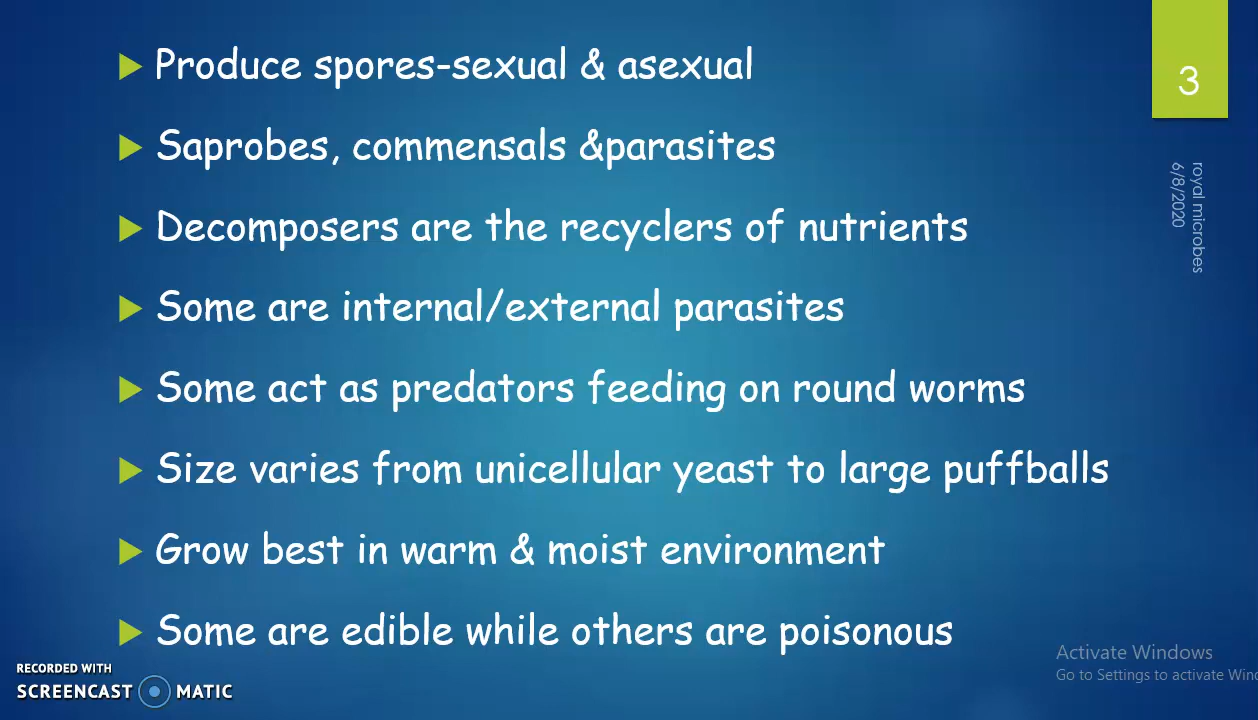 Produce spores-sexual & asexual
Saprobes, commensals &parasites
Decomposers are the recyclers of nutrients
Some are internal/external parasites
Some act as predators feeding on round worms
Size varies from unicellular yeast to large puffballs
Grow best in warm & moist environment
Some are edible while others are poisonous
3
royal microbes
6/8/2020
Activate Windows
Go to Settings to activate
RECORDED WITH
SCREENCAST MATIC